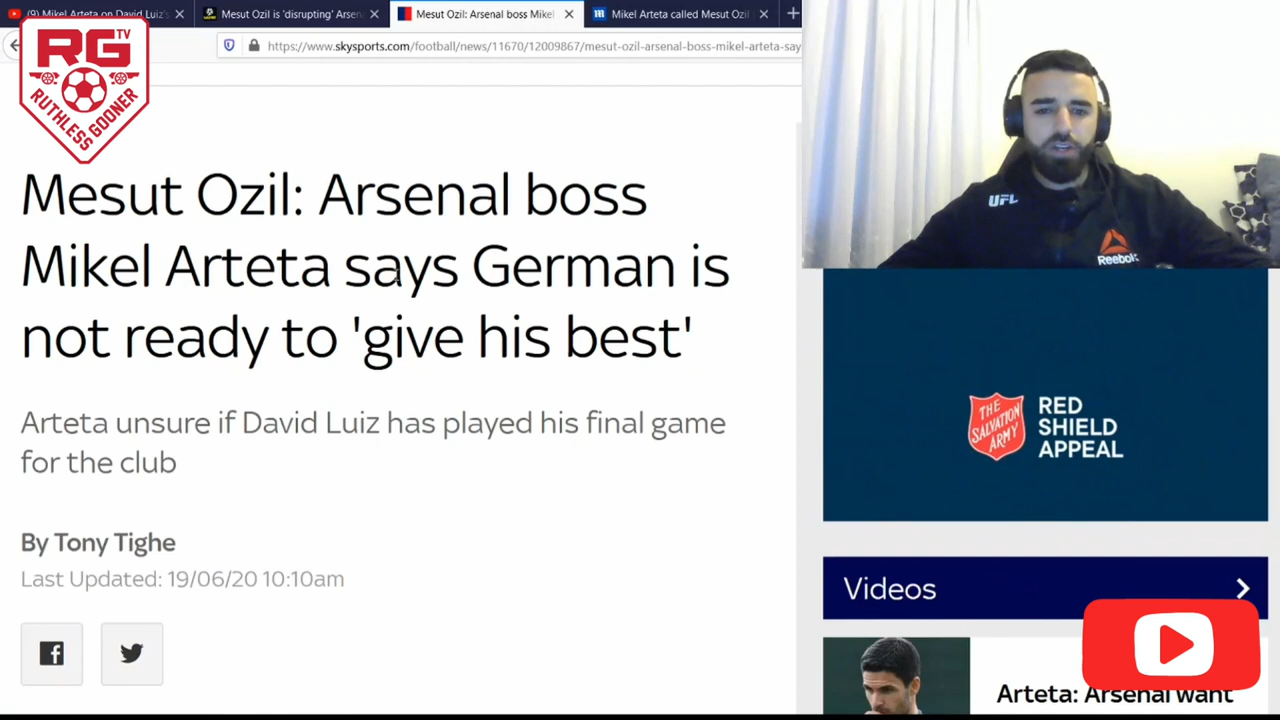 (9) Mikel Arteta on David Luiz's
Mesut Ozil is 'disrupting' Arsen
Mesut Ozil: Arsenal boss Mikel
Mikel Arteta called Mesut Ozil
https://www.skysports.com/football/news/11670/12009867/mesut-ozil-arsenal-boss-mikel-arteta-say
RG TV
RUTHLESS GOONER
UFL
Reebok
Mesut Ozil: Arsenal boss
Mikel Arteta says German is
not ready to 'give his best'
Arteta unsure if David Luiz has played his final game
for the club
By Tony Tighe
Last Updated: 19/06/20 10:10am
THE
SALVATION
ARMY
RED
SHIELD
APPEAL
Videos
Arteta: Arsenal want